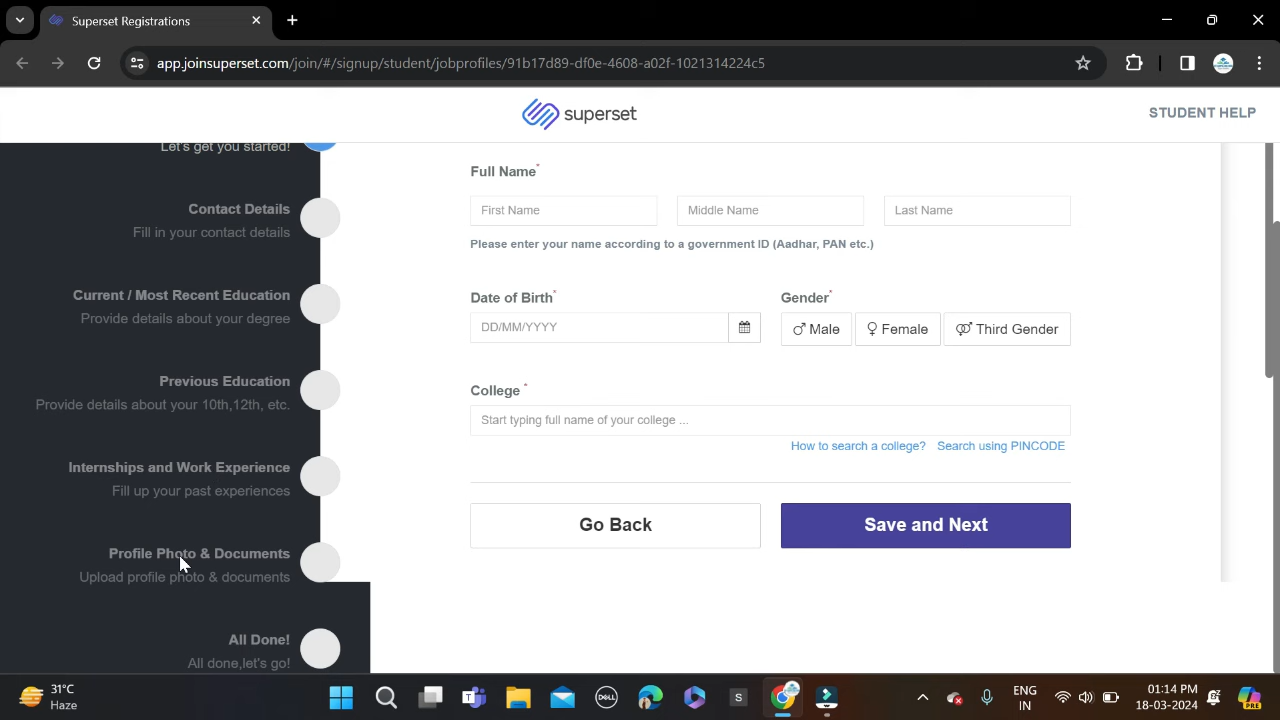 Superset Registrations
app.joinsuperset.com/join/#/signup/student/jobprofiles/91b17d89-df0e-4608-a02f-1021314224c5
superset
STUDENT HELP
Let's get you started!
Contact Details
Fill in your contact details
Current / Most Recent Education
Provide details about your degree
Previous Education
Provide details about your 10th,12th, etc.
Internships and Work Experience
Fill up your past experiences
Profile Photo & Documents
Upload profile photo & documents
All Done!
All done,let's go!
Full Name*
First Name Middle Name Last Name
Please enter your name according to a government ID (Aadhar, PAN etc.)
Date of Birth* Gender*
DD/MM/YYYY Male Female Third Gender
College *
Start typing full name of your college ...
How to search a college? Search using PINCODE
Go Back Save and Next
31°C
Haze
DELL
S
ENG
IN
01:14 PM
18-03-2024
PRE